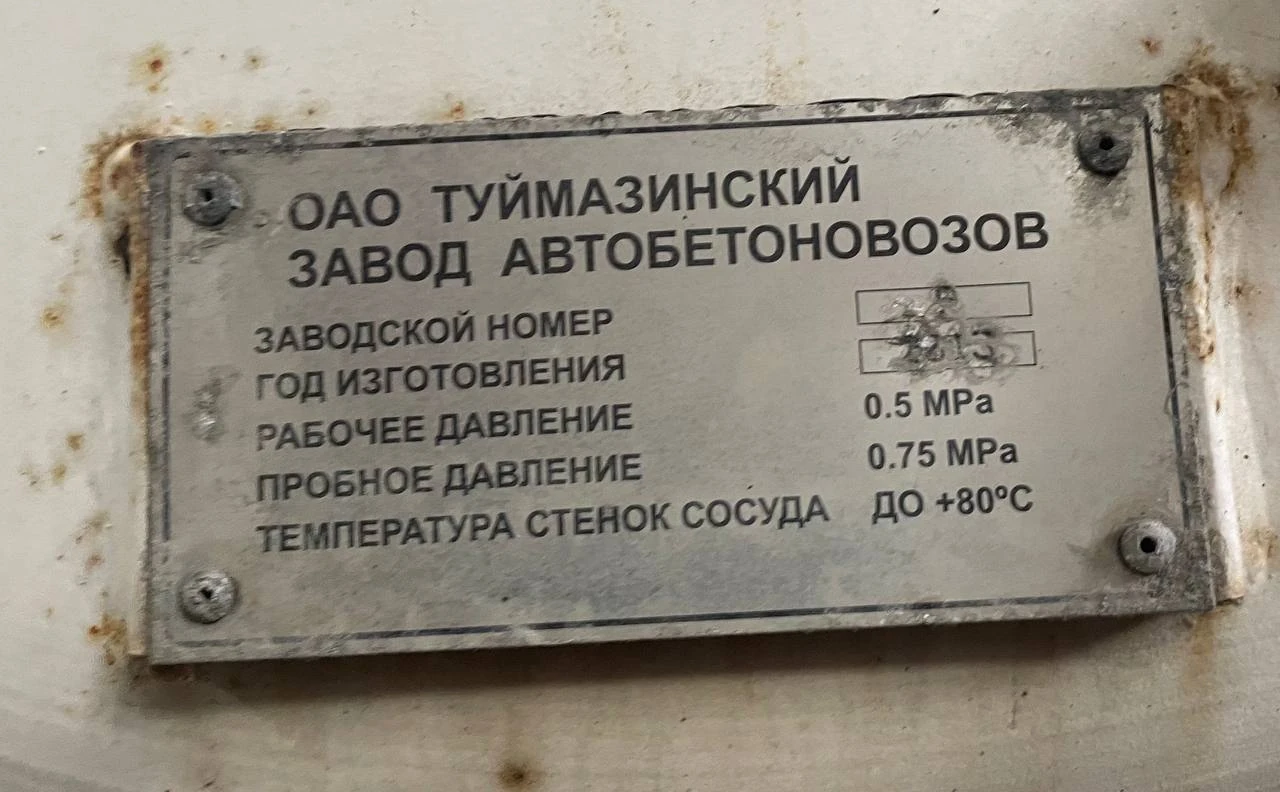 ОАО ТУЙМАЗИНСКИЙ
ЗАВОД АВТОБЕТОНОВОЗОВ
ЗАВОДСКОЙ НОМЕР
ГОД ИЗГОТОВЛЕНИЯ
РАБОЧЕЕ ДАВЛЕНИЕ 0.5 MPa
ПРОБНОЕ ДАВЛЕНИЕ 0.75 MPa
ТЕМПЕРАТУРА СТЕНОК СОСУДА ДО +80°C